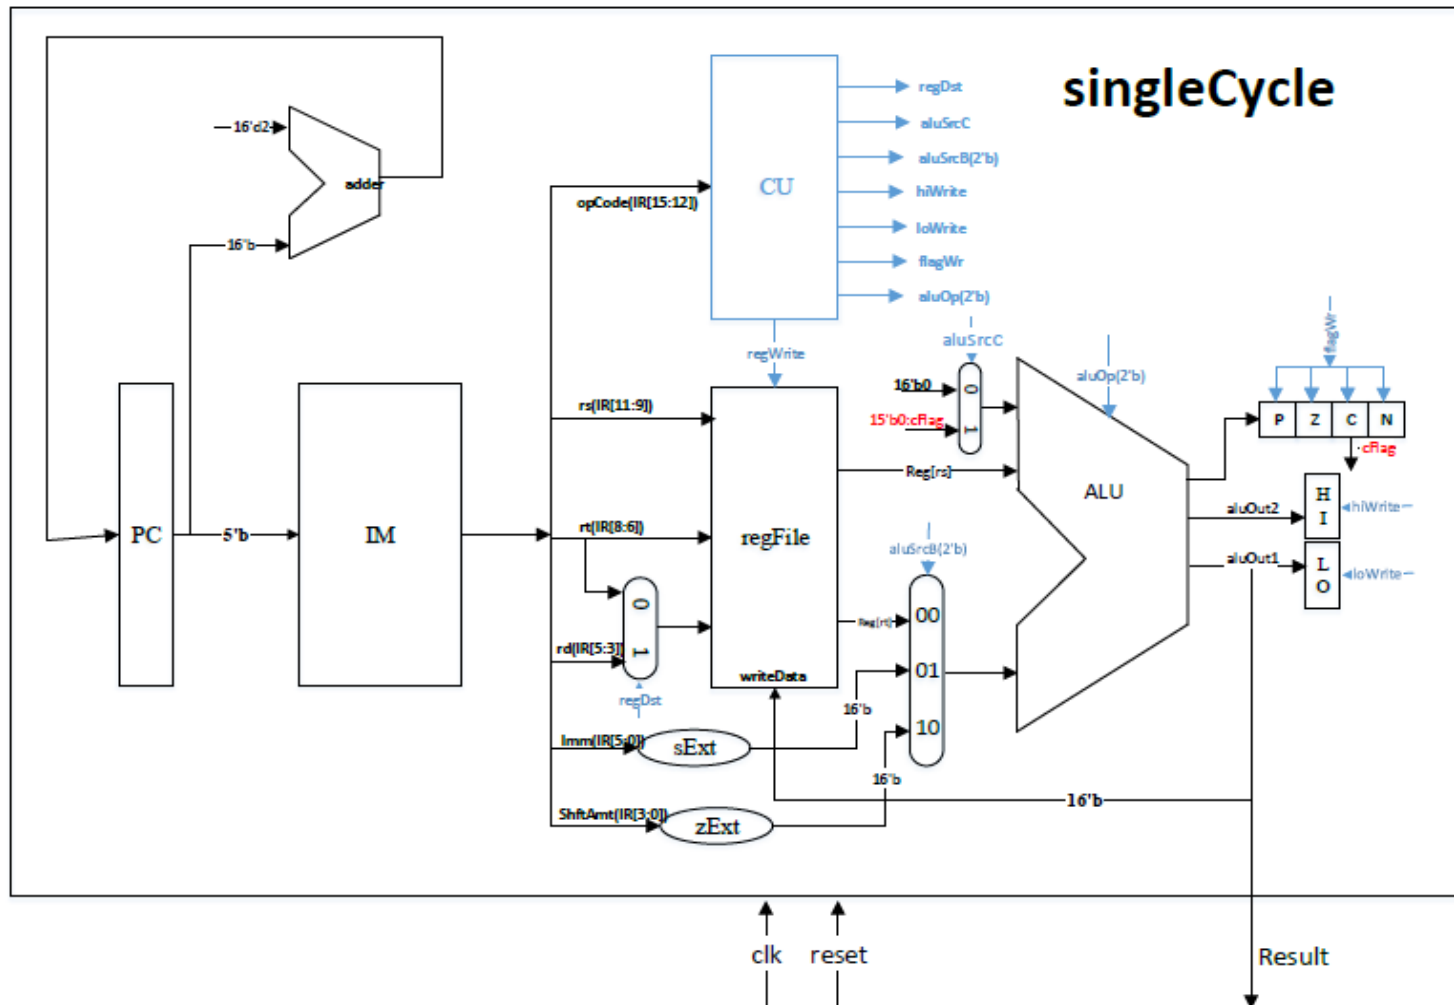 singleCycle
regDst
aluSrcC
aluSrcB(2'b)
hiWrite
loWrite
flagWr
aluOp(2'b)
CU
16'd2
adder
16'b
opCode(IR[15:12])
regWrite
aluSrcC
16'b0
0
15'b0:cFlag
1
aluOp(2'b)
flagWr
P Z C N
cFlag
rs(IR[11:9])
Reg[rs]
ALU
H
I
aluOut2
hiWrite
PC
5'b
IM
rt(IR[8:6])
regFile
aluSrcB(2'b)
aluOut1
L
O
loWrite
0
1
rd(IR[5:3])
regDst
Reg[rt]
00
01
10
writeData
16'b
Imm(IR[5:0])
sExt
16'b
ShftAmt(IR[3:0])
zExt
16'b
clk
reset
Result